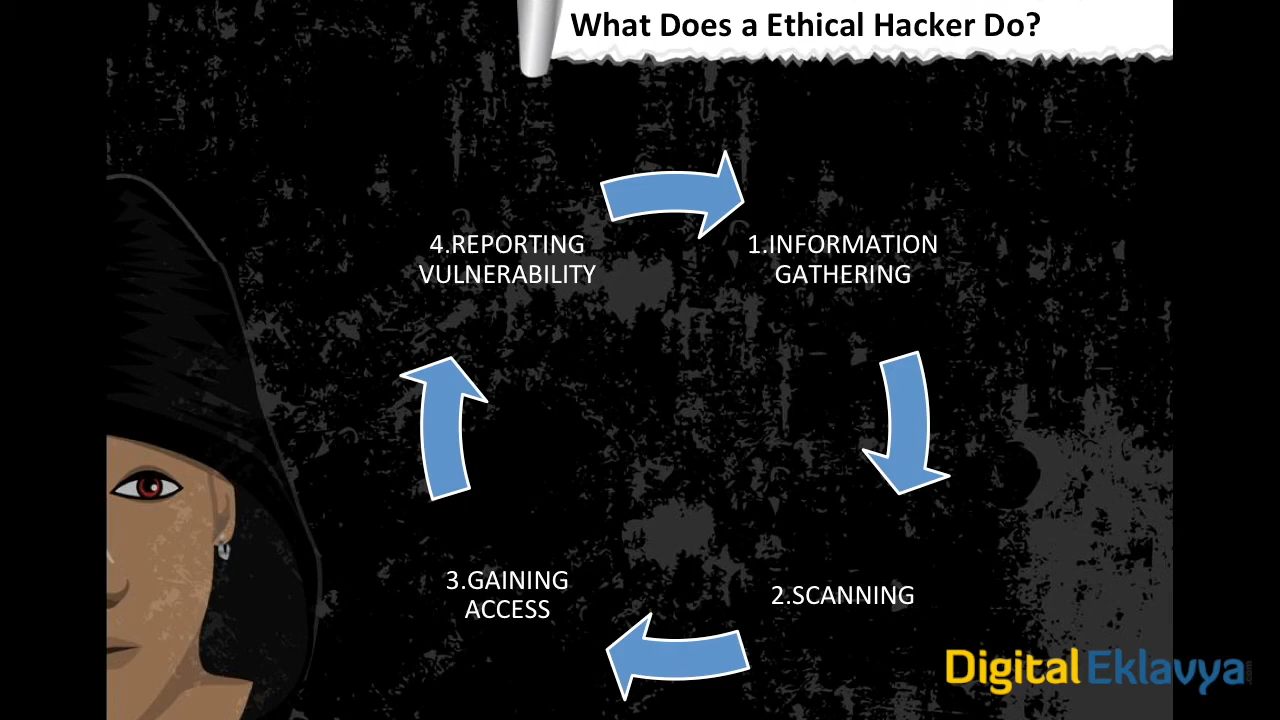 What Does a Ethical Hacker Do?
1.INFORMATION
GATHERING
2.SCANNING
3.GAINING
ACCESS
4.REPORTING
VULNERABILITY
DigitalEklavya